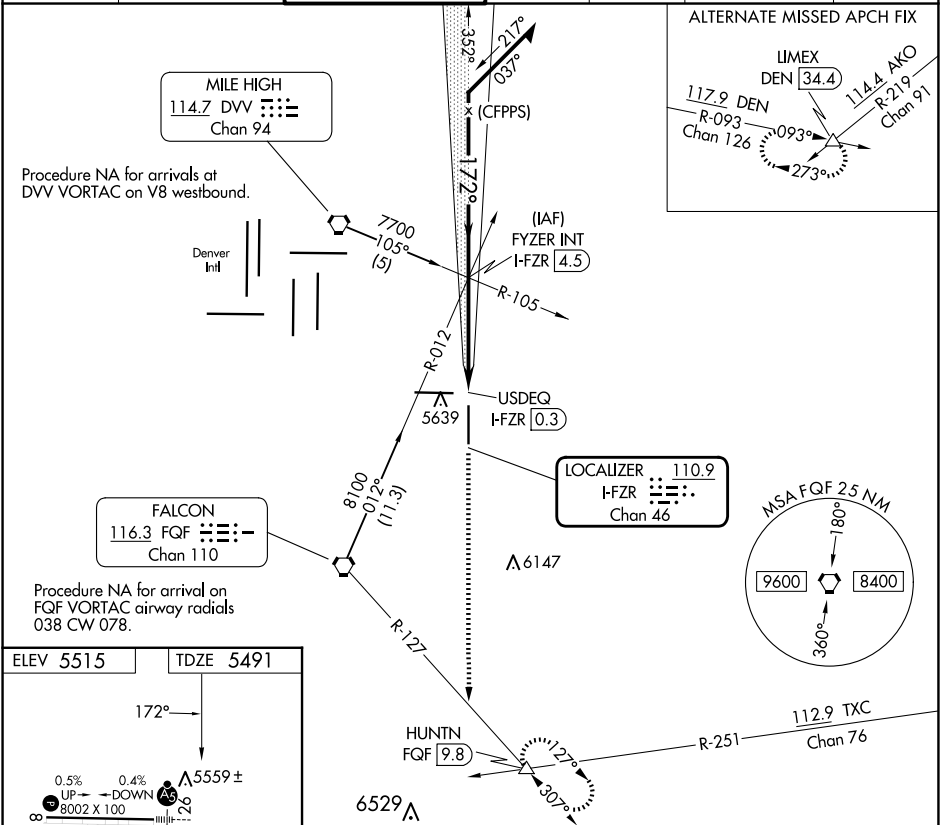 ALTERNATE MISSED APCH FIX
LIMEX
DEN 34.4
114.4 AKO
R-219
Chan 91
117.9 DEN
R-093
Chan 126
093°
273°
352°
217°
037°
(CFPPS)
172°
MILE HIGH
114.7 DVV
Chan 94
Procedure NA for arrivals at
DVV VORTAC on V8 westbound.
7700
105°
(5)
(IAF)
FYZER INT
I-FZR 4.5
R-105
Denver
Intl
R-012
5639
USDEQ
I-FZR 0.3
8100
012°
(11.3)
LOCALIZER 110.9
I-FZR
Chan 46
FALCON
116.3 FQF
Chan 110
6147
MSA FQF 25 NM
180°
9600
8400
360°
Procedure NA for arrival on
FQF VORTAC airway radials
038 CW 078.
R-127
ELEV 5515
TDZE 5491
172°
HUNTN
FQF 9.8
R-251
112.9 TXC
Chan 76
127°
307°
0.5%
UP
0.4%
DOWN
5559 ±
P
8002 X 100
A5
26
8
6529